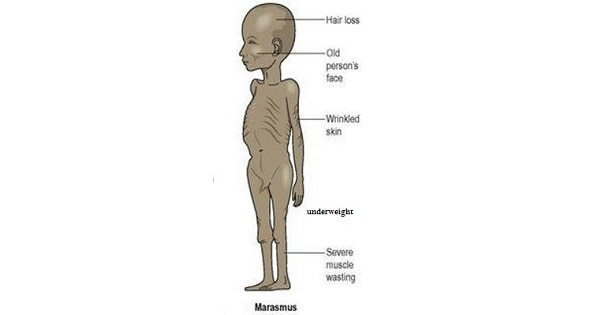 Hair loss
Old
person's
face
Wrinkled
skin
underweight
Severe
muscle
wasting
Marasmus